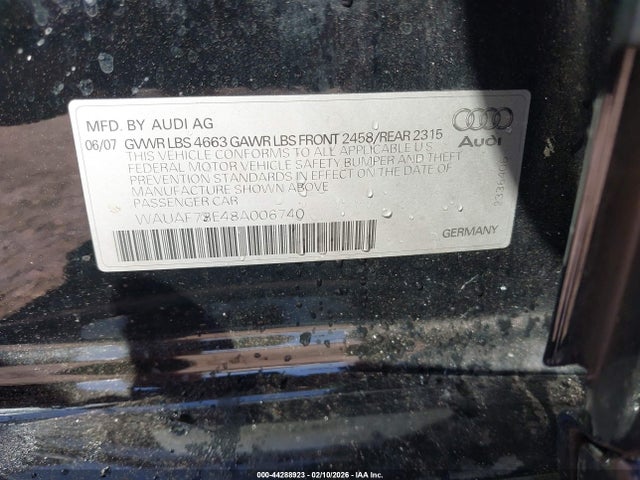 MFD. BY AUDI AG
06/07 GVWR LBS 4663 GAWR LBS FRONT 2458/REAR 2315
THIS VEHICLE CONFORMS TO ALL APPLICABLE U.S.
FEDERAL MOTOR VEHICLE SAFETY BUMPER AND THEFT
PREVENTION STANDARDS IN EFFECT ON THE DATE OF
MANUFACTURE SHOWN ABOVE
PASSENGER CAR
WAUAF78E48A006740
Audi
GERMANY
000-44288923 - 02/10/2026 - IAA Inc.